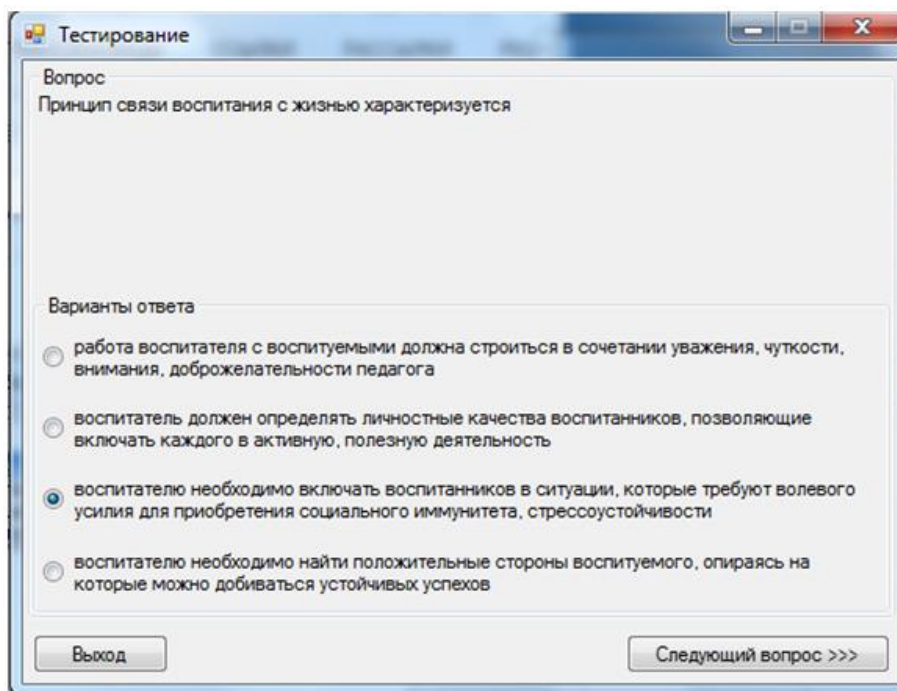 Тестирование
Вопрос
Принцип связи воспитания с жизнью характеризуется
Варианты ответа
работа воспитателя с воспитуемыми должна строиться в сочетании уважения, чуткости,
внимания, доброжелательности педагога
воспитатель должен определять личностные качества воспитанников, позволяющие
включать каждого в активную, полезную деятельность
воспитателю необходимо включать воспитанников в ситуации, которые требуют волевого
усилия для приобретения социального иммунитета, стрессоустойчивости
воспитателю необходимо найти положительные стороны воспитуемого, опираясь на
которые можно добиваться устойчивых успехов
Выход
Следующий вопрос >>>